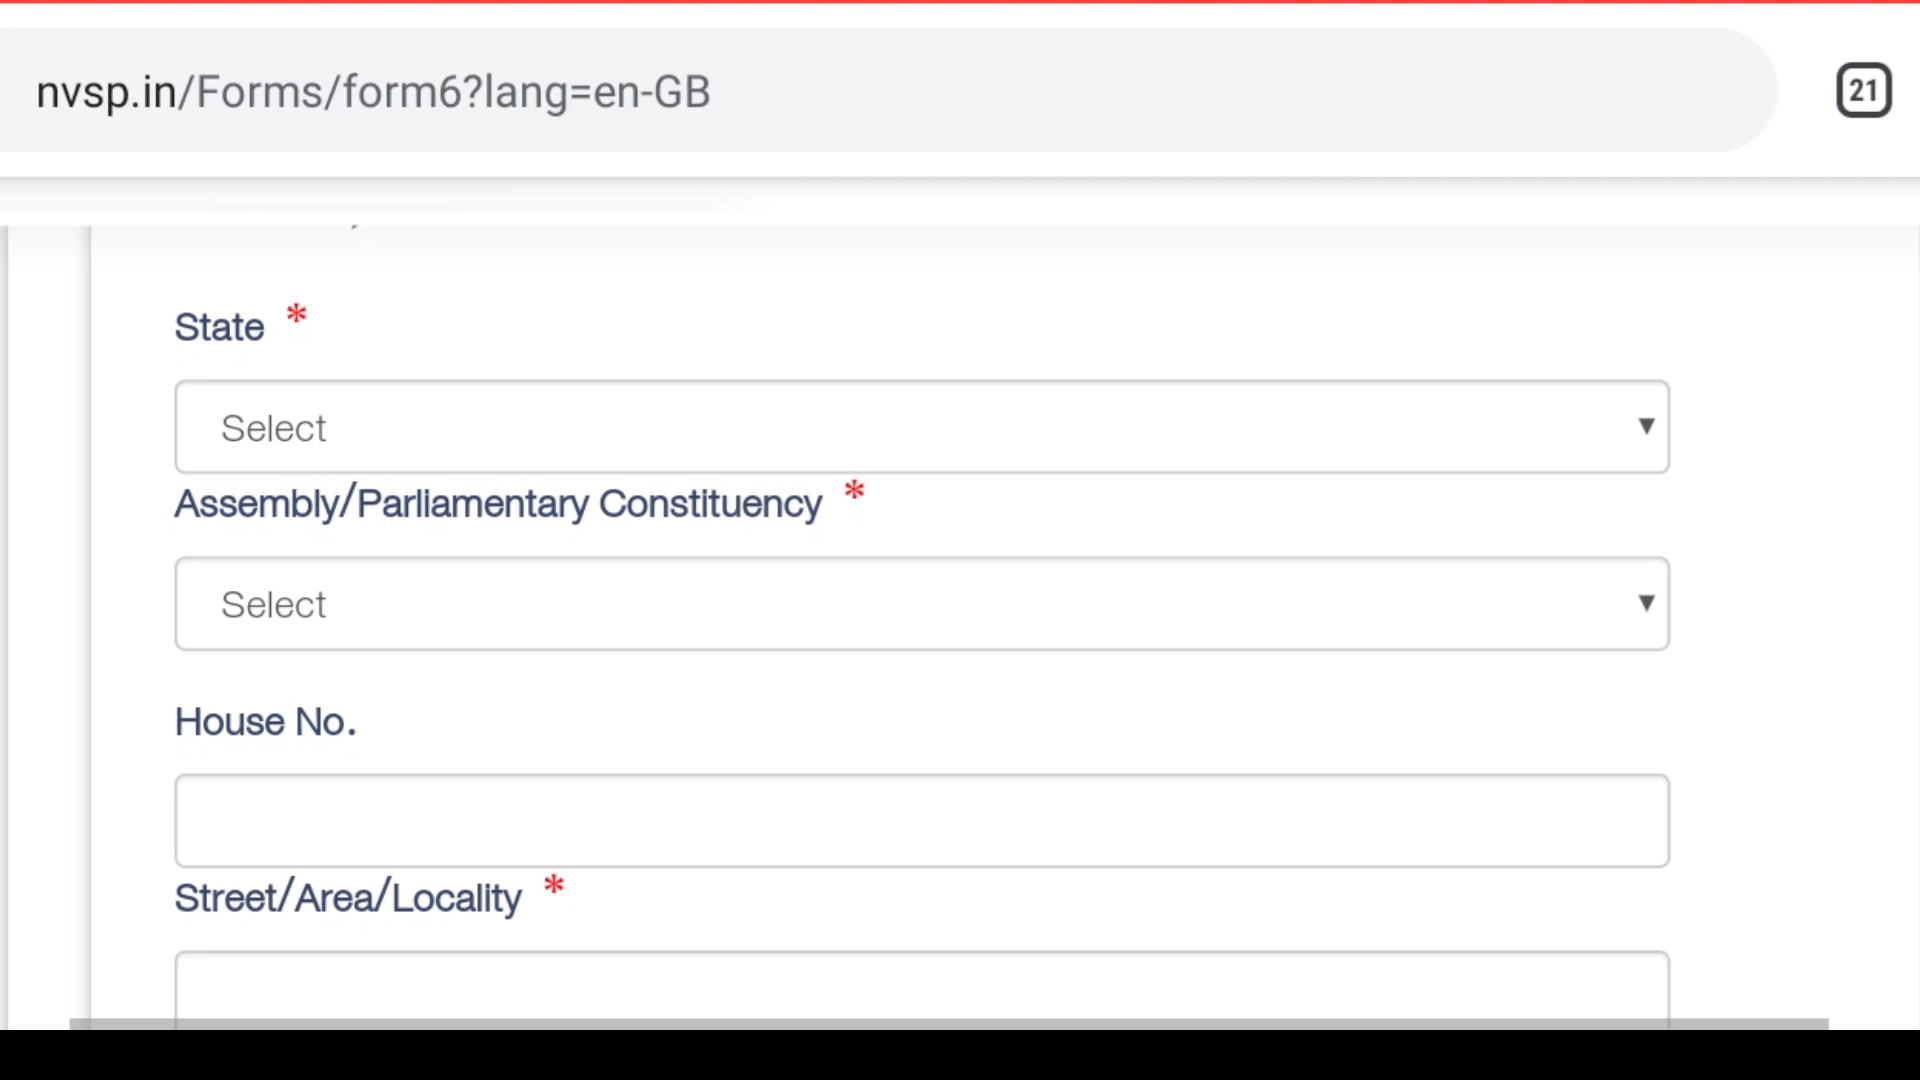 nvsp.in/Forms/form6?lang=en-GB
21
State *
Select
Assembly/Parliamentary Constituency *
Select
House No.
Street/Area/Locality *